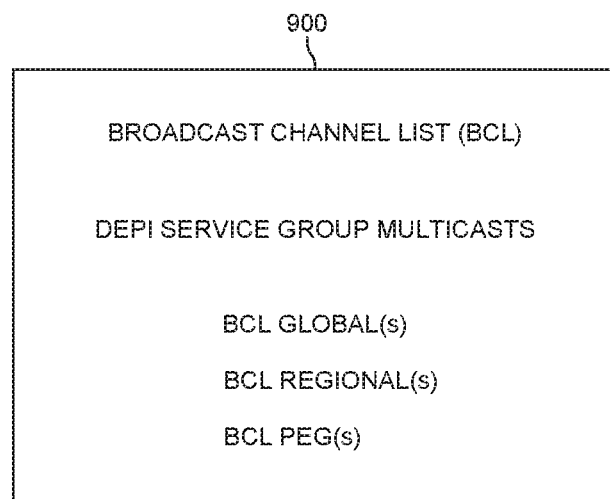 900
BROADCAST CHANNEL LIST (BCL)
DEPI SERVICE GROUP MULTICASTS
BCL GLOBAL(s)
BCL REGIONAL(s)
BCL PEG(s)